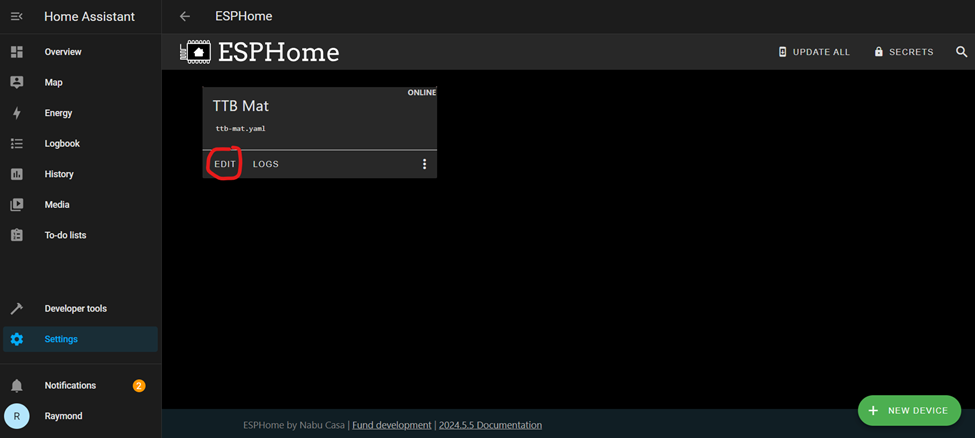 Home Assistant
Overview
Map
Energy
Logbook
History
Media
To-do lists
Developer tools
Settings
Notifications 2
R Raymond
ESPHome
ESPHome
UPDATE ALL SECRETS
ONLINE
TTB Mat
ttb-mat.yaml
EDIT LOGS
NEW DEVICE
ESPHome by Nabu Casa | Fund development | 2024.5.5 Documentation